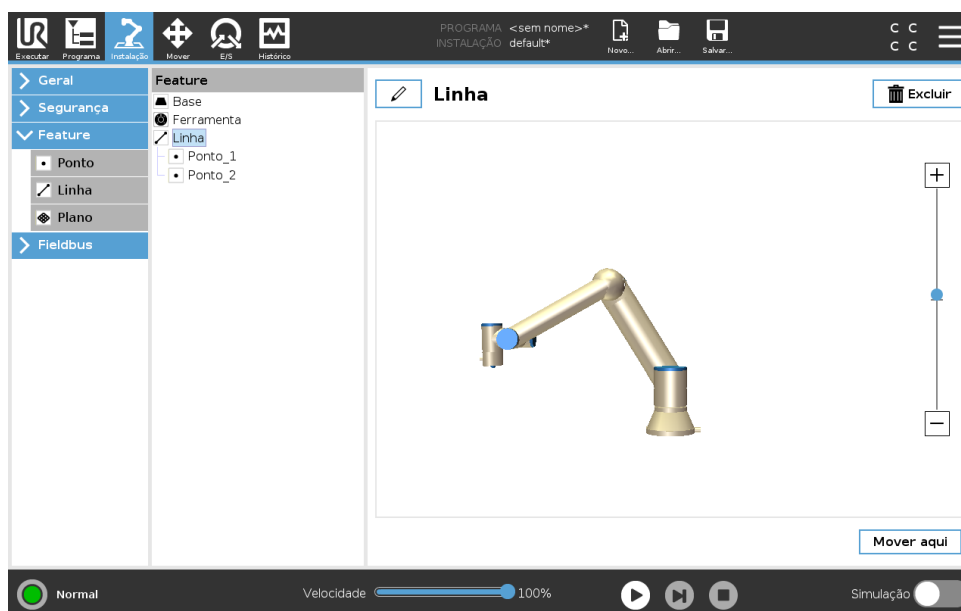 UR
Executar
Programa
Instalação
Mover
E/S
Histórico
PROGRAMA <sem nome>*
INSTALAÇÃO default*
Novo...
Abrir...
Salvar...
C C
C C
Geral
Segurança
Feature
Ponto
Linha
Plano
Fieldbus
Feature
Base
Ferramenta
Linha
Ponto_1
Ponto_2
Linha
Excluir
Mover aqui
Normal
Velocidade 100%
Simulação